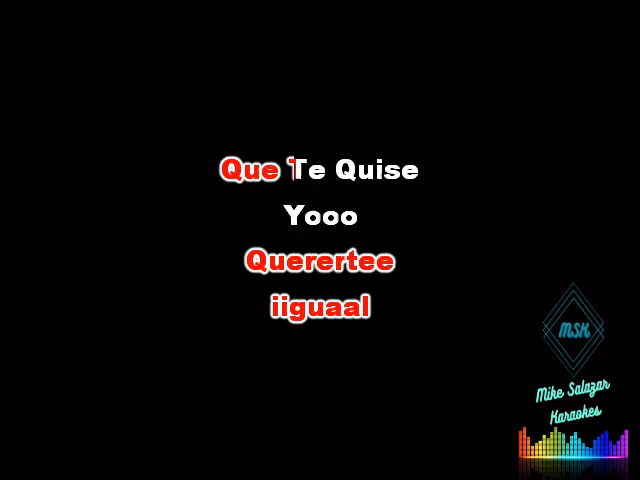 Que Te Quise
Yooo
Querertee
iiguaal
MSK
Mike Salazar
Karaokes